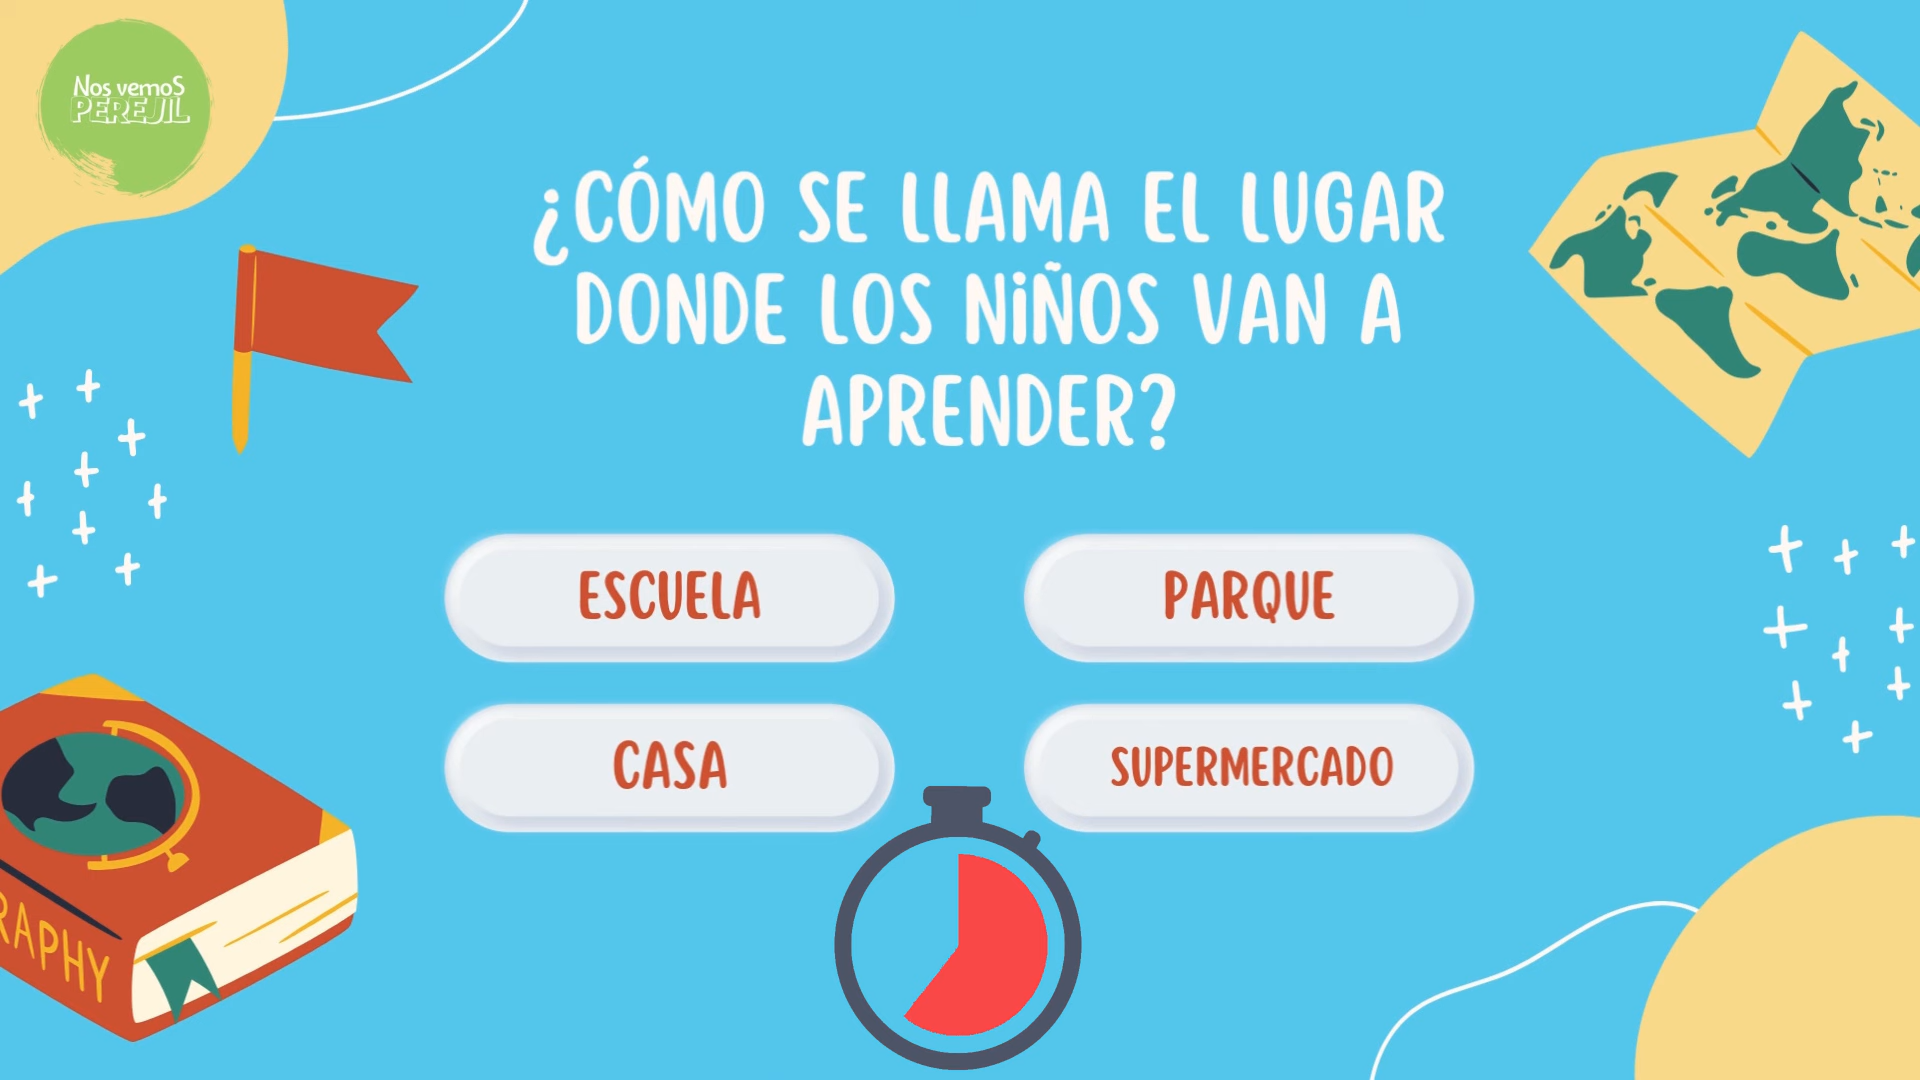 Nos vemoS
PEREJIL
¿CÓMO SE LLAMA EL LUGAR
DONDE LOS NiÑOS VAN A
APRENDER?
ESCUELA
PARQUE
CASA
SUPERMERCADO
RAPHY